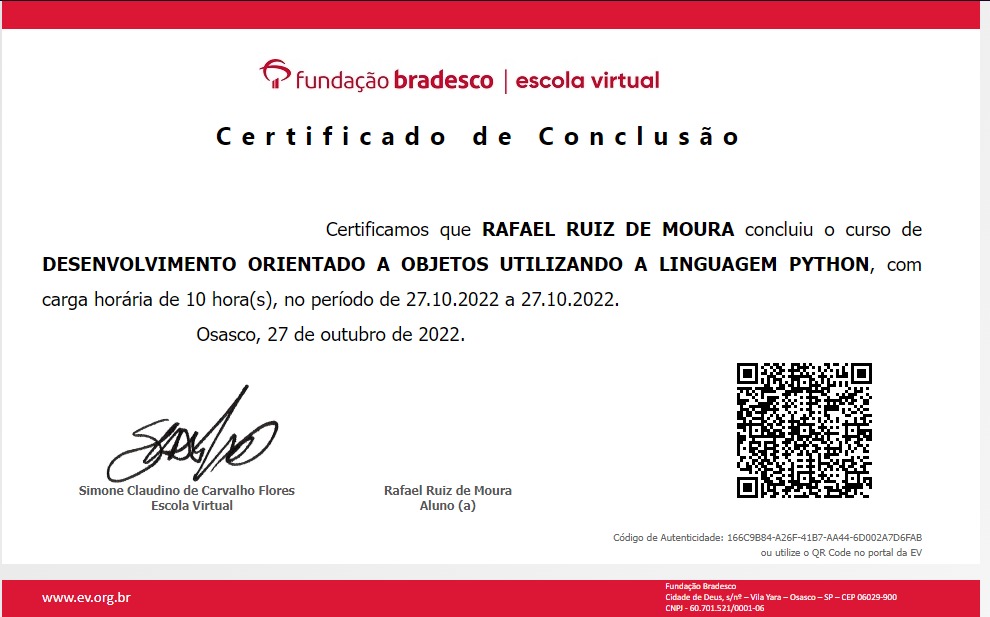 fundação bradesco | escola virtual
Certificado de Conclusão
Certificamos que RAFAEL RUIZ DE MOURA concluiu o curso de
DESENVOLVIMENTO ORIENTADO A OBJETOS UTILIZANDO A LINGUAGEM PYTHON, com
carga horária de 10 hora(s), no período de 27.10.2022 a 27.10.2022.
Osasco, 27 de outubro de 2022.
Simone Claudino de Carvalho Flores
Escola Virtual
Rafael Ruiz de Moura
Aluno (a)
Código de Autenticidade: 166C9B84-A26F-41B7-AA44-6D002A7D6FAB
ou utilize o QR Code no portal da EV
www.ev.org.br
Fundação Bradesco
Cidade de Deus, s/nº – Vila Yara – Osasco – SP – CEP 06029-900
CNPJ - 60.701.521/0001-06